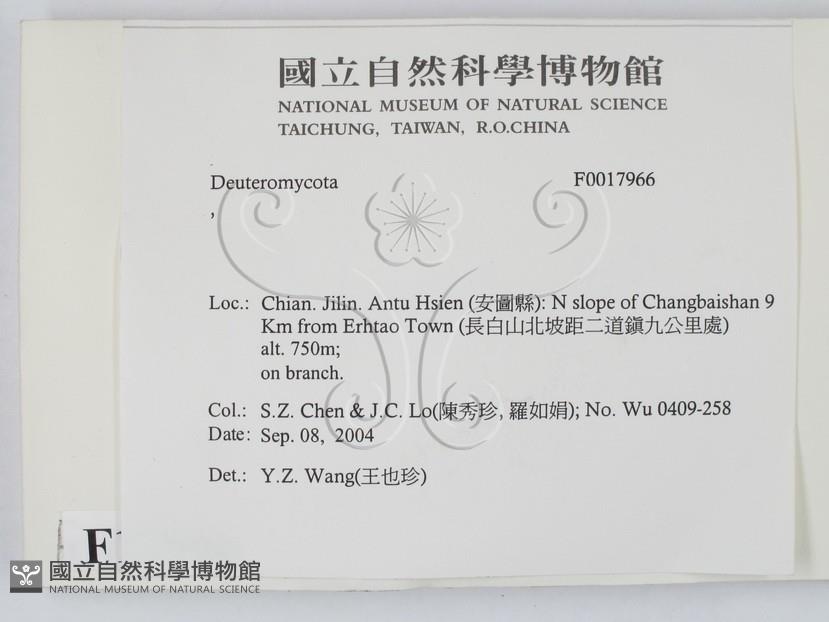 國立自然科學博物館
NATIONAL MUSEUM OF NATURAL SCIENCE
TAICHUNG, TAIWAN, R.O.CHINA
Deuteromycota F0017966
,
Loc.: Chian. Jilin. Antu Hsien (安圖縣): N slope of Changbaishan 9
Km from Erhtao Town (長白山北坡距二道鎮九公里處)
alt. 750m;
on branch.
Col.: S.Z. Chen & J.C. Lo(陳秀珍, 羅如娟); No. Wu 0409-258
Date: Sep. 08, 2004
Det.: Y.Z. Wang(王也珍)
F
國立自然科學博物館
NATIONAL MUSEUM OF NATURAL SCIENCE